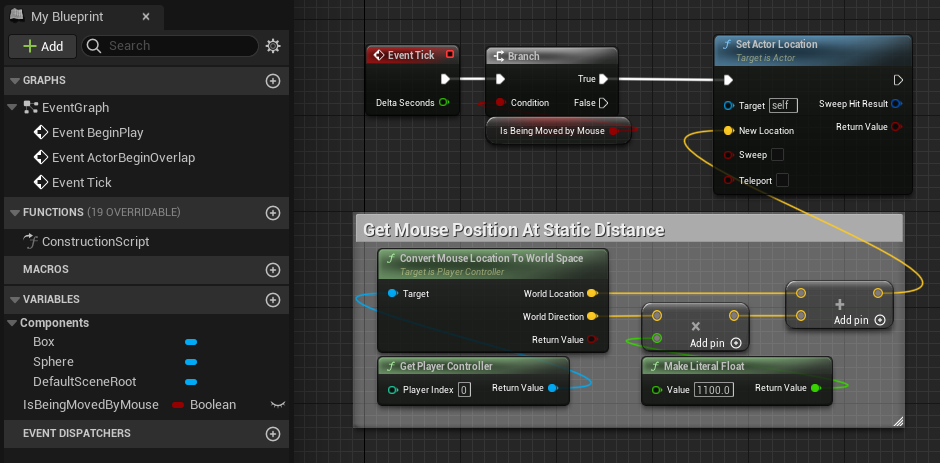 My Blueprint
Add
Search
GRAPHS
EventGraph
Event BeginPlay
Event ActorBeginOverlap
Event Tick
FUNCTIONS (19 OVERRIDABLE)
ConstructionScript
MACROS
VARIABLES
Components
Box
Sphere
DefaultSceneRoot
IsBeingMovedByMouse Boolean
EVENT DISPATCHERS
Event Tick
Delta Seconds
Branch
True
Condition False
Is Being Moved by Mouse
Set Actor Location
Target is Actor
Target self Sweep Hit Result
New Location Return Value
Sweep
Teleport
Get Mouse Position At Static Distance
Convert Mouse Location To World Space
Target is Player Controller
Target World Location
World Direction
Return Value
Get Player Controller
Player Index 0 Return Value
Add pin
Make Literal Float
Value 1100.0 Return Value
Add pin